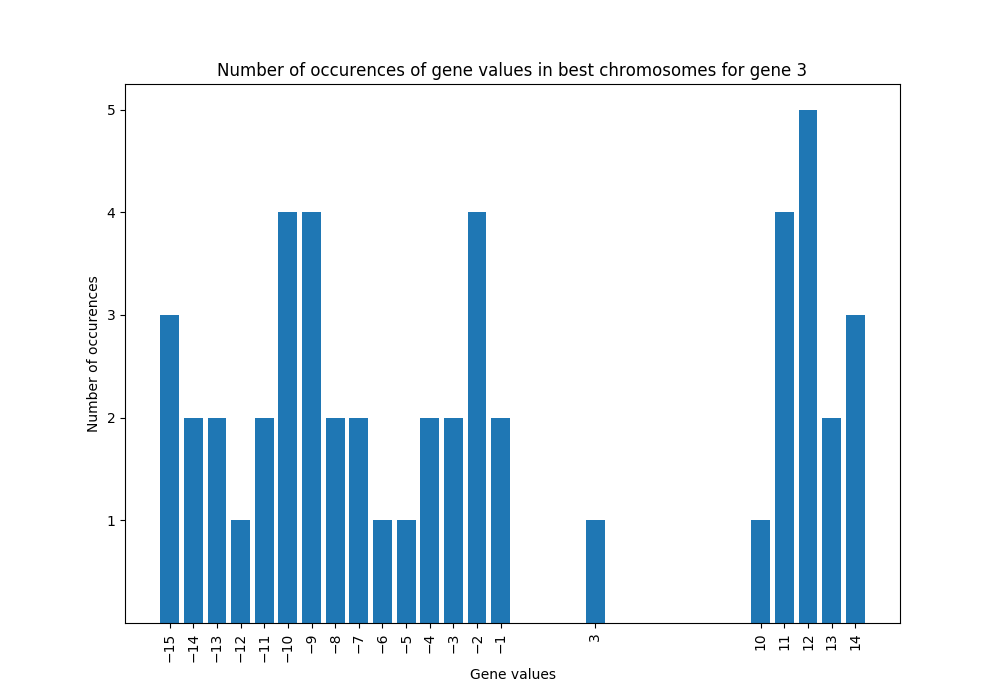 Number of occurences of gene values in best chromosomes for gene 3
5
4
3
2
1
Number of occurences
−15 −14 −13 −12 −11 −10 −9 −8 −7 −6 −5 −4 −3 −2 −1 3 10 11 12 13 14
Gene values